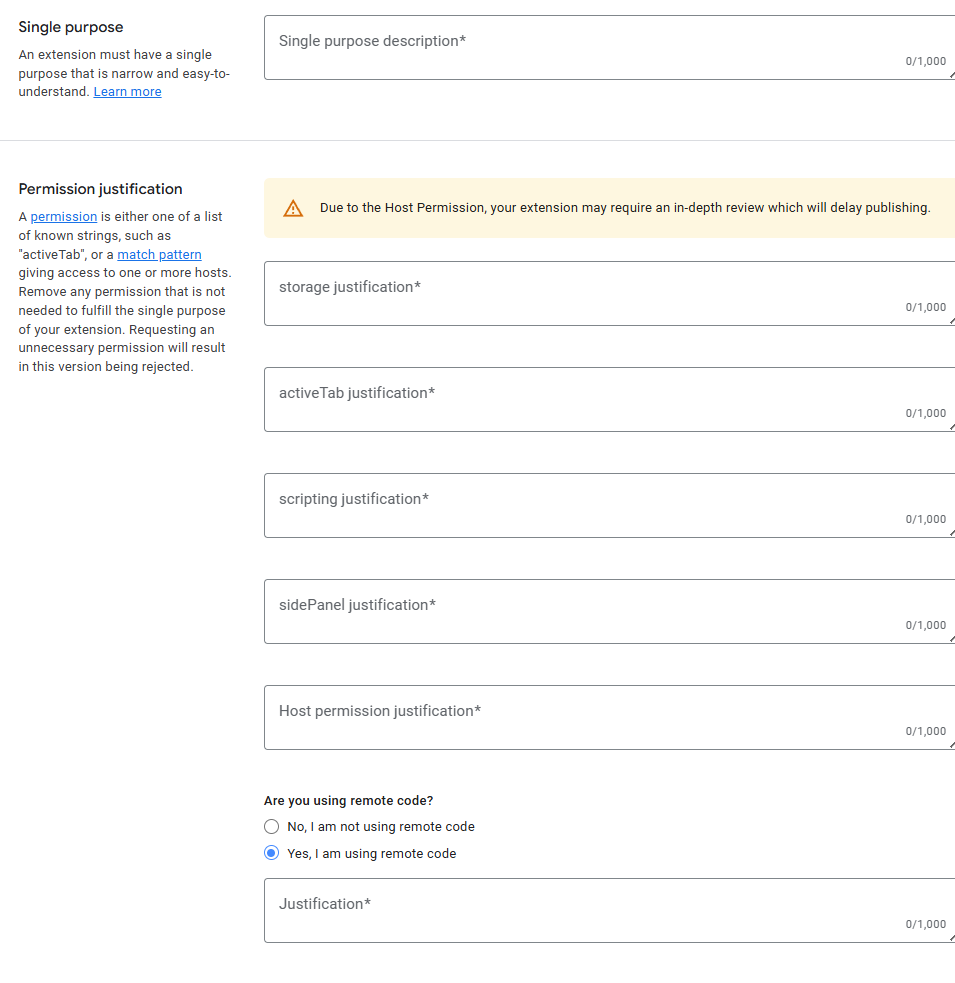 Single purpose
An extension must have a single
purpose that is narrow and easy-to-
understand. Learn more
Single purpose description*
0/1,000
Permission justification
A permission is either one of a list
of known strings, such as
"activeTab", or a match pattern
giving access to one or more hosts.
Remove any permission that is not
needed to fulfill the single purpose
of your extension. Requesting an
unnecessary permission will result
in this version being rejected.
Due to the Host Permission, your extension may require an in-depth review which will delay publishing.
storage justification*
0/1,000
activeTab justification*
0/1,000
scripting justification*
0/1,000
sidePanel justification*
0/1,000
Host permission justification*
0/1,000
Are you using remote code?
No, I am not using remote code
Yes, I am using remote code
Justification*
0/1,000